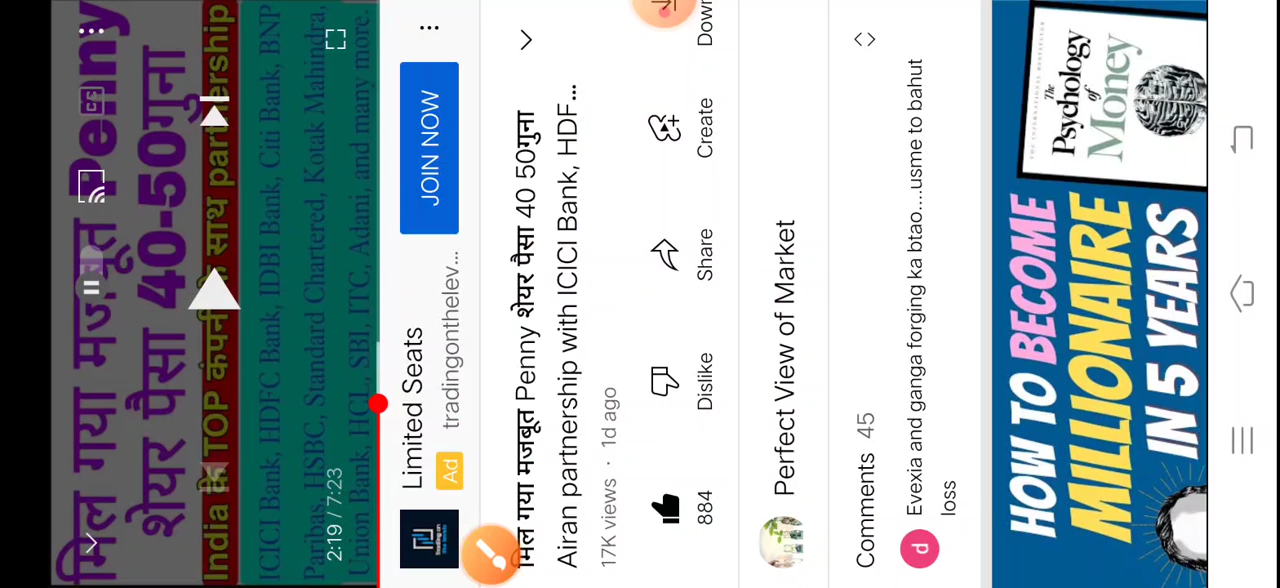 मिल गया मजबूत Penny
शेयर पैसा 40-50गुना
India के TOP कंपनी के साथ partnership
ICICI Bank, HDFC Bank, IDBI Bank, Citi Bank, BNP
Paribas, HSBC, Standard Chartered, Kotak Mahindra,
Union Bank, HCL, SBI, ITC, Adani, and many more.
CC
2:19 / 7:23
Limited Seats
Ad
tradingonthelev...
JOIN NOW
मिल गया मजबूत Penny शेयर पैसा 40 50गुना
Airan partnership with ICICI Bank, HDF...
17K views · 1d ago
884
Dislike
Share
Create
Down
Perfect View of Market
Comments 45
d
Evexia and ganga forging ka btao....usme to bahut
loss
HOW TO BECOME
MILLIONAIRE
IN 5 YEARS
The
Psychology
of
Money